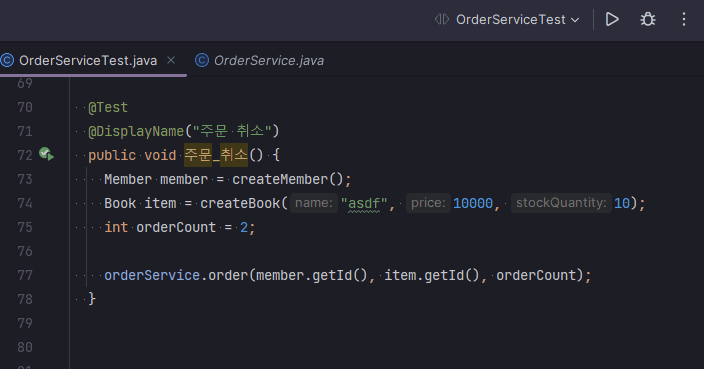 OrderServiceTest
OrderServiceTest.java OrderService.java
69
70 @Test
71 @DisplayName("주문 취소")
72 public void 주문_취소() {
73 Member member = createMember();
74 Book item = createBook( name: "asdf", price: 10000, stockQuantity: 10);
75 int orderCount = 2;
76
77 orderService.order(member.getId(), item.getId(), orderCount);
78 }
79
80